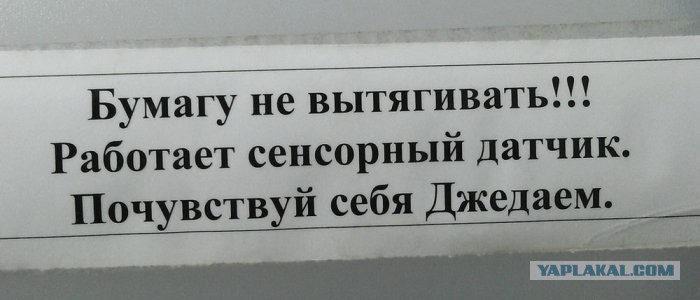 Бумагу не вытягивать!!!
Работает сенсорный датчик.
Почувствуй себя Джедаем.
YAPLAKAL.COM